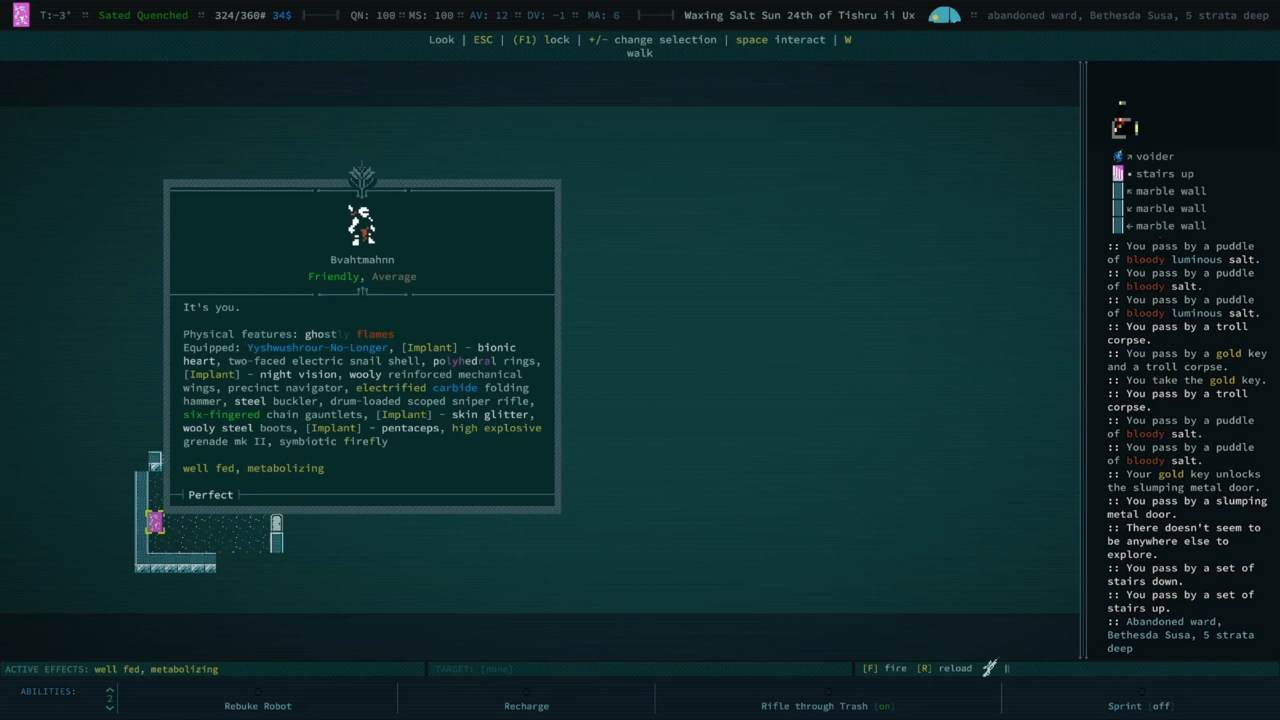 T:-3° :: Sated Quenched :: 324/360# 34$ QN: 100 :: MS: 100 :: AV: 12 :: DV: -1 :: MA: 6 Waxing Salt Sun 24th of Tishru ii Ux :: abandoned ward, Bethesda Susa, 5 strata deep
Look | ESC | (F1) lock | +/- change selection | space interact | W
walk
Bvahtmahnn
Friendly, Average
It's you.
Physical features: ghostly flames
Equipped: Yyshwushrour-No-Longer, [Implant] - bionic
heart, two-faced electric snail shell, polyhedral rings,
[Implant] - night vision, wooly reinforced mechanical
wings, precinct navigator, electrified carbide folding
hammer, steel buckler, drum-loaded scoped sniper rifle,
six-fingered chain gauntlets, [Implant] - skin glitter,
wooly steel boots, [Implant] - pentaceps, high explosive
grenade mk II, symbiotic firefly
well fed, metabolizing
Perfect
voider
stairs up
marble wall
marble wall
marble wall
:: You pass by a puddle
of bloody luminous salt.
:: You pass by a puddle
of bloody salt.
:: You pass by a puddle
of bloody luminous salt.
:: You pass by a troll
corpse.
:: You pass by a gold key
and a troll corpse.
:: You take the gold key.
:: You pass by a troll
corpse.
:: You pass by a puddle
of bloody salt.
:: You pass by a puddle
of bloody salt.
:: Your gold key unlocks
the slumping metal door.
:: You pass by a slumping
metal door.
:: There doesn't seem to
be anywhere else to
explore.
:: You pass by a set of
stairs down.
:: You pass by a set of
stairs up.
:: Abandoned ward,
Bethesda Susa, 5 strata
deep
ACTIVE EFFECTS: well fed, metabolizing
TARGET: [none]
[F] fire [R] reload
ABILITIES:
2
Rebuke Robot
Recharge
Rifle through Trash [on]
Sprint [off]